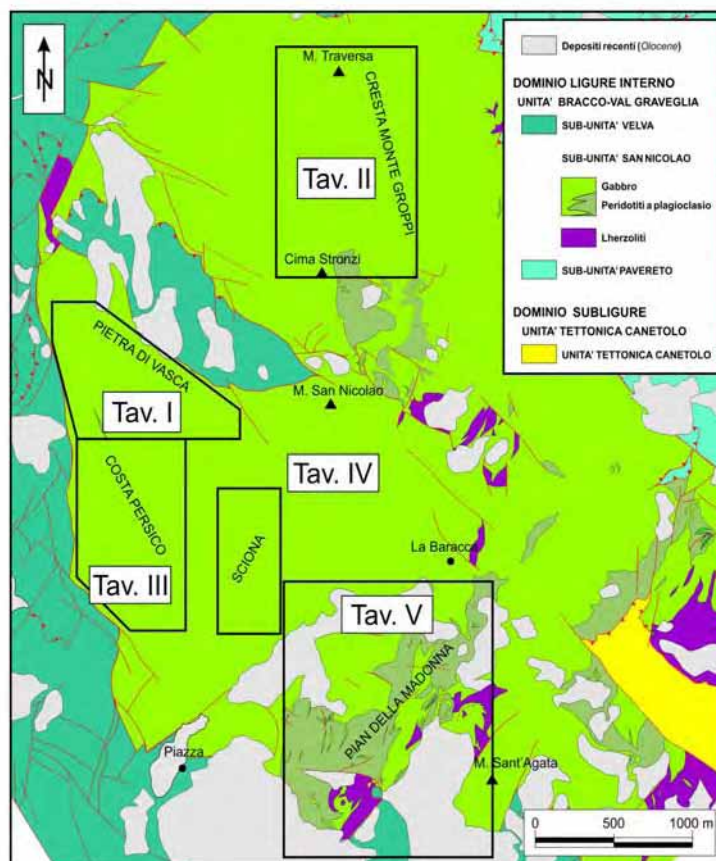 N
M. Traversa
CRESTA MONTE GROPPI
Tav. II
Cima Stronzi
PIETRA DI VASCA
Tav. I
M. San Nicolao
Tav. IV
COSTA PERSICO
SCIONA
La Baracca
Tav. III
Tav. V
PIAN DELLA MADONNA
Piazza
M. Sant'Agata
Depositi recenti (Olocene)
DOMINIO LIGURE INTERNO
UNITA' BRACCO-VAL GRAVEGLIA
SUB-UNITA' VELVA
SUB-UNITA' SAN NICOLAO
Gabbro
Peridotiti a plagioclasio
Lherzoliti
SUB-UNITA' PAVERETO
DOMINIO SUBLIGURE
UNITA' TETTONICA CANETOLO
UNITA' TETTONICA CANETOLO
0 500 1000 m